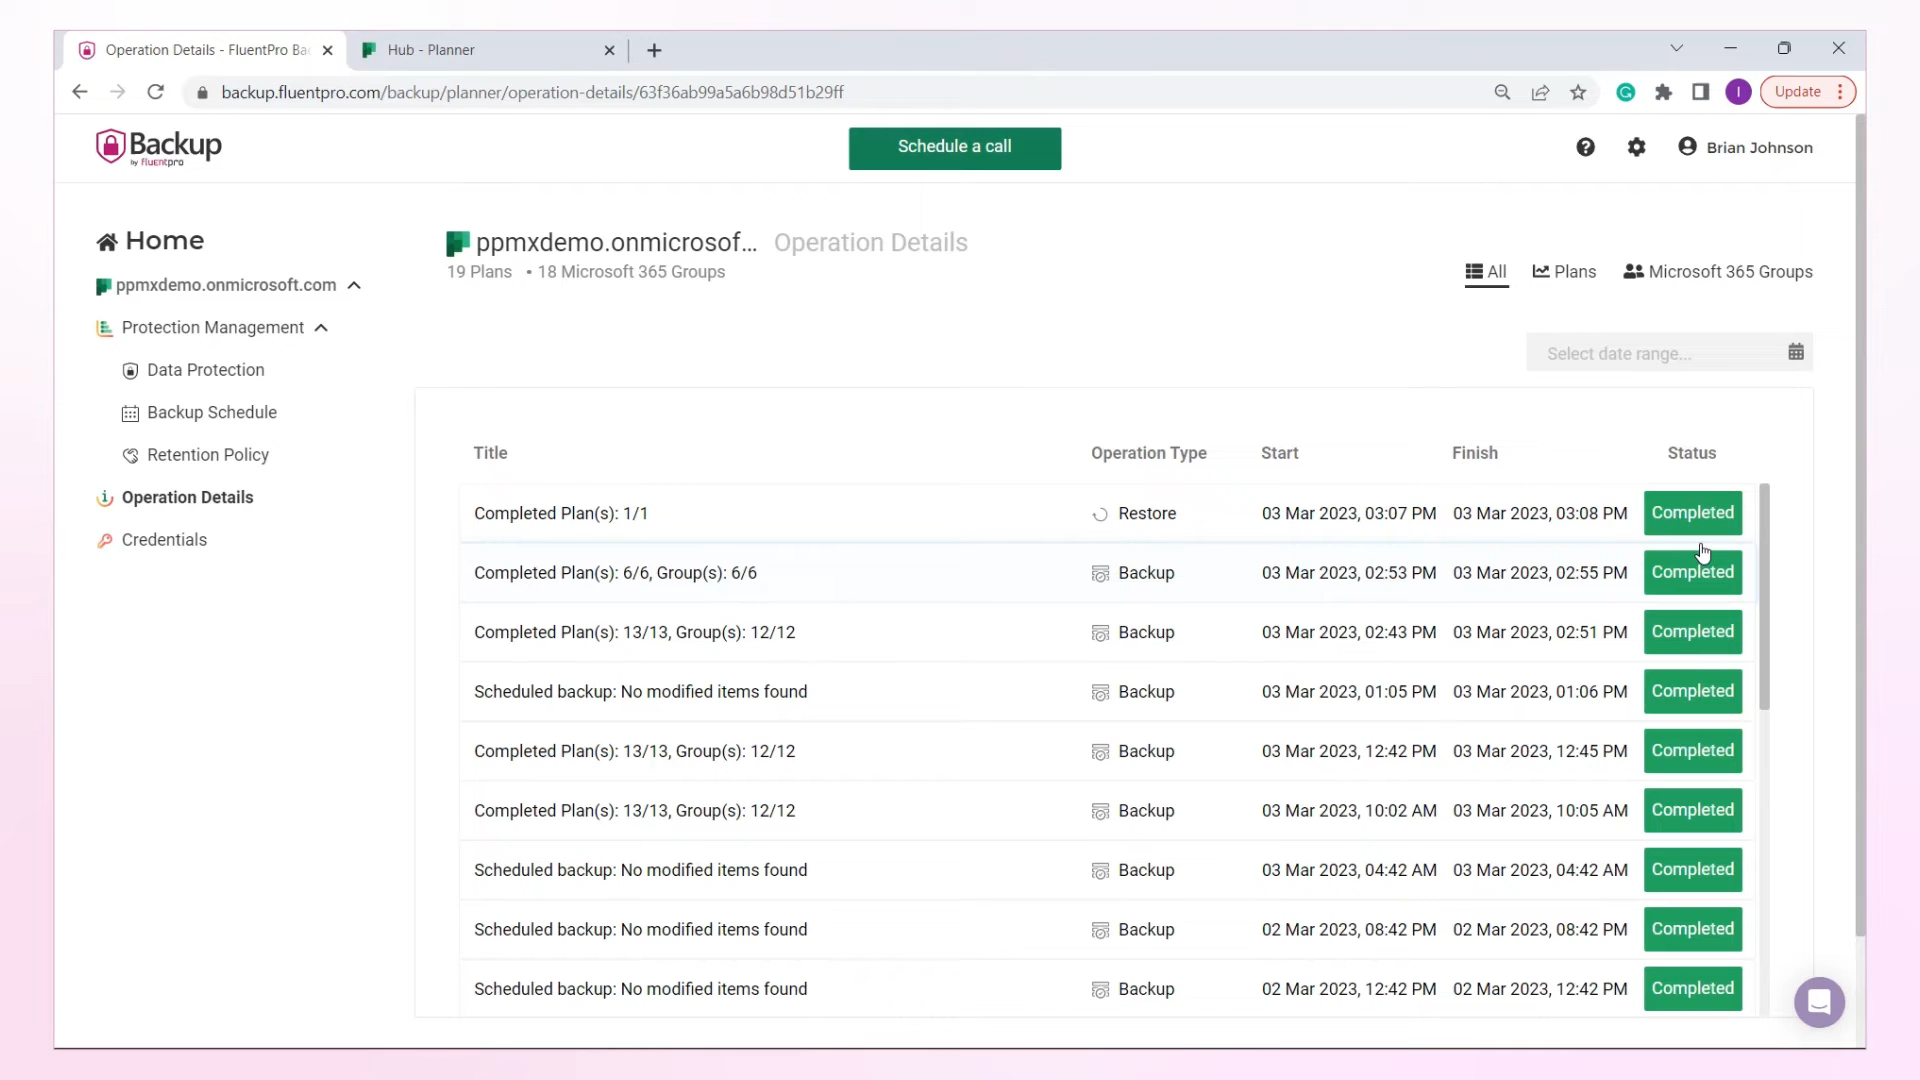 Operation Details - FluentPro Bac
Hub - Planner
backup.fluentpro.com/backup/planner/operation-details/63f36ab99a5a6b98d51b29ff
I
Update
Backup
by fluentpro
Schedule a call
Brian Johnson
Home
ppmxdemo.onmicrosoft.com
Protection Management
Data Protection
Backup Schedule
Retention Policy
Operation Details
Credentials
ppmxdemo.onmicrosof... Operation Details
19 Plans • 18 Microsoft 365 Groups
All Plans Microsoft 365 Groups
Select date range...
Title Operation Type Start Finish Status
Completed Plan(s): 1/1 Restore 03 Mar 2023, 03:07 PM 03 Mar 2023, 03:08 PM Completed
Completed Plan(s): 6/6, Group(s): 6/6 Backup 03 Mar 2023, 02:53 PM 03 Mar 2023, 02:55 PM Completed
Completed Plan(s): 13/13, Group(s): 12/12 Backup 03 Mar 2023, 02:43 PM 03 Mar 2023, 02:51 PM Completed
Scheduled backup: No modified items found Backup 03 Mar 2023, 01:05 PM 03 Mar 2023, 01:06 PM Completed
Completed Plan(s): 13/13, Group(s): 12/12 Backup 03 Mar 2023, 12:42 PM 03 Mar 2023, 12:45 PM Completed
Completed Plan(s): 13/13, Group(s): 12/12 Backup 03 Mar 2023, 10:02 AM 03 Mar 2023, 10:05 AM Completed
Scheduled backup: No modified items found Backup 03 Mar 2023, 04:42 AM 03 Mar 2023, 04:42 AM Completed
Scheduled backup: No modified items found Backup 02 Mar 2023, 08:42 PM 02 Mar 2023, 08:42 PM Completed
Scheduled backup: No modified items found Backup 02 Mar 2023, 12:42 PM 02 Mar 2023, 12:42 PM Completed